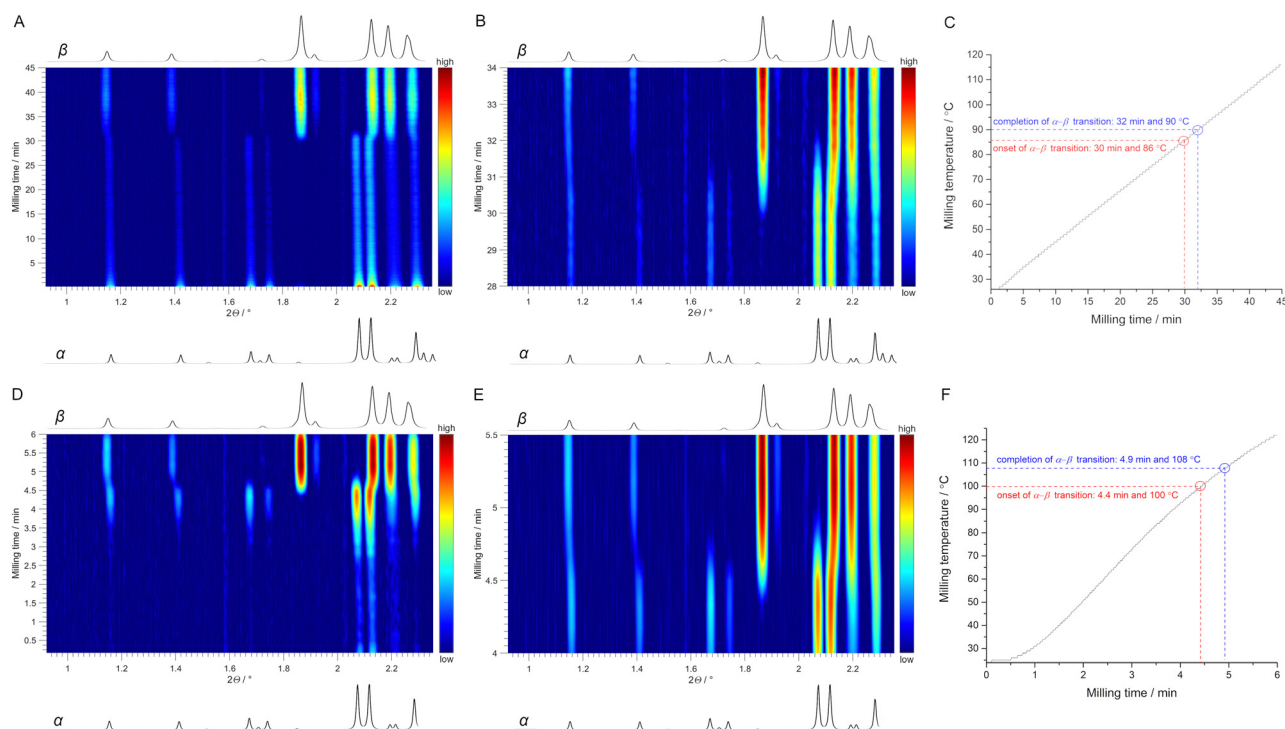 A
β
high
45
40
35
30
25
20
15
10
5
Milling time / min
low
1
1.2
1.4
1.6
1.8
2
2.2
2Θ / °
α
B
β
high
34
33
32
31
30
29
28
Milling time / min
low
1
1.2
1.4
1.6
1.8
2
2.2
2Θ / °
α
C
120
110
100
90
80
70
60
50
40
30
Milling temperature / °C
completion of α–β transition: 32 min and 90 °C
onset of α–β transition: 30 min and 86 °C
0 5 10 15 20 25 30 35 40 45
Milling time / min
D
β
high
6
5.5
5
4.5
4
3.5
3
2.5
2
1.5
1
0.5
Milling time / min
low
1
1.2
1.4
1.6
1.8
2
2.2
2Θ / °
α
E
β
high
5.5
5
4.5
4
Milling time / min
low
1
1.2
1.4
1.6
1.8
2
2.2
2Θ / °
α
F
120
110
100
90
80
70
60
50
40
30
Milling temperature / °C
completion of α–β transition: 4.9 min and 108 °C
onset of α–β transition: 4.4 min and 100 °C
0 1 2 3 4 5 6
Milling time / min